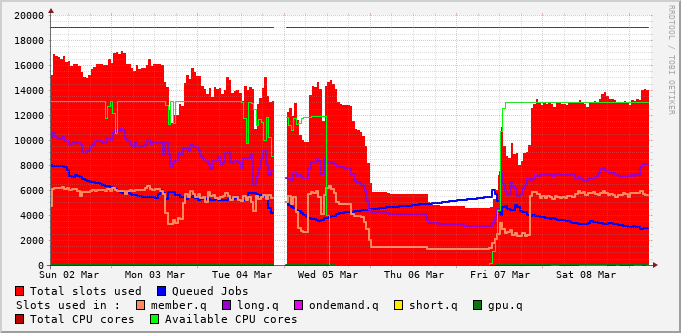 20000
18000
16000
14000
12000
10000
8000
6000
4000
2000
0
Sun 02 Mar Mon 03 Mar Tue 04 Mar Wed 05 Mar Thu 06 Mar Fri 07 Mar Sat 08 Mar
RRDTOOL / TOBI OETIKER
Total slots used Queued Jobs
Slots used in : member.q long.q ondemand.q short.q gpu.q
Total CPU cores Available CPU cores